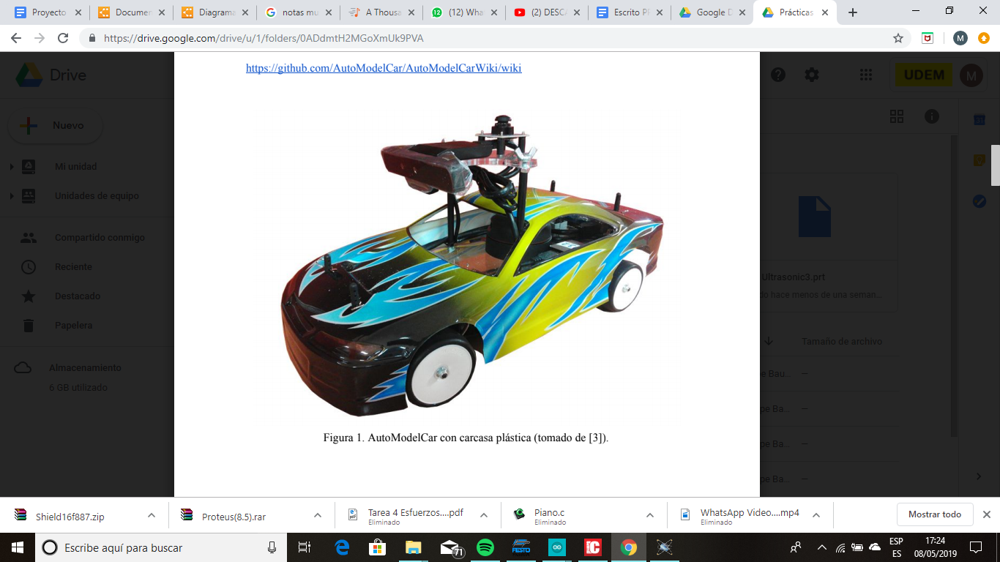 Proyecto
Documen
Diagrama
notas mu
A Thousa
(12) Wha
(2) DESCA
Escrito PF
Google D
Prácticas
https://drive.google.com/drive/u/1/folders/0ADdmtH2MGoXmUk9PVA
M
Drive
https://github.com/AutoModelCar/AutoModelCarWiki/wiki
UDEM
M
Nuevo
Mi unidad
Unidades de equipo
Compartido conmigo
Reciente
Destacado
Papelera
Almacenamiento
6 GB utilizado
Ultrasonic3.prt
do hace menos de una seman...
Tamaño de archivo
e Bau... —
pe Ba... —
pe Ba... —
pe Ba... —
Figura 1. AutoModelCar con carcasa plástica (tomado de [3]).
Shield16f887.zip
Proteus(8.5).rar
Tarea 4 Esfuerzos....pdf
Eliminado
Piano.c
Eliminado
WhatsApp Video....mp4
Eliminado
Mostrar todo
Escribe aquí para buscar
71
FESTO
ESP
ES
17:24
08/05/2019